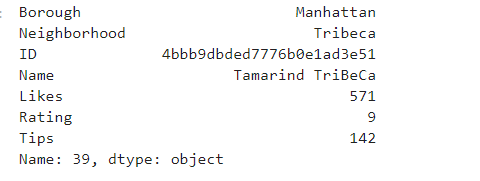 Borough Manhattan
Neighborhood Tribeca
ID 4bbb9dbded7776b0e1ad3e51
Name Tamarind TriBeCa
Likes 571
Rating 9
Tips 142
Name: 39, dtype: object